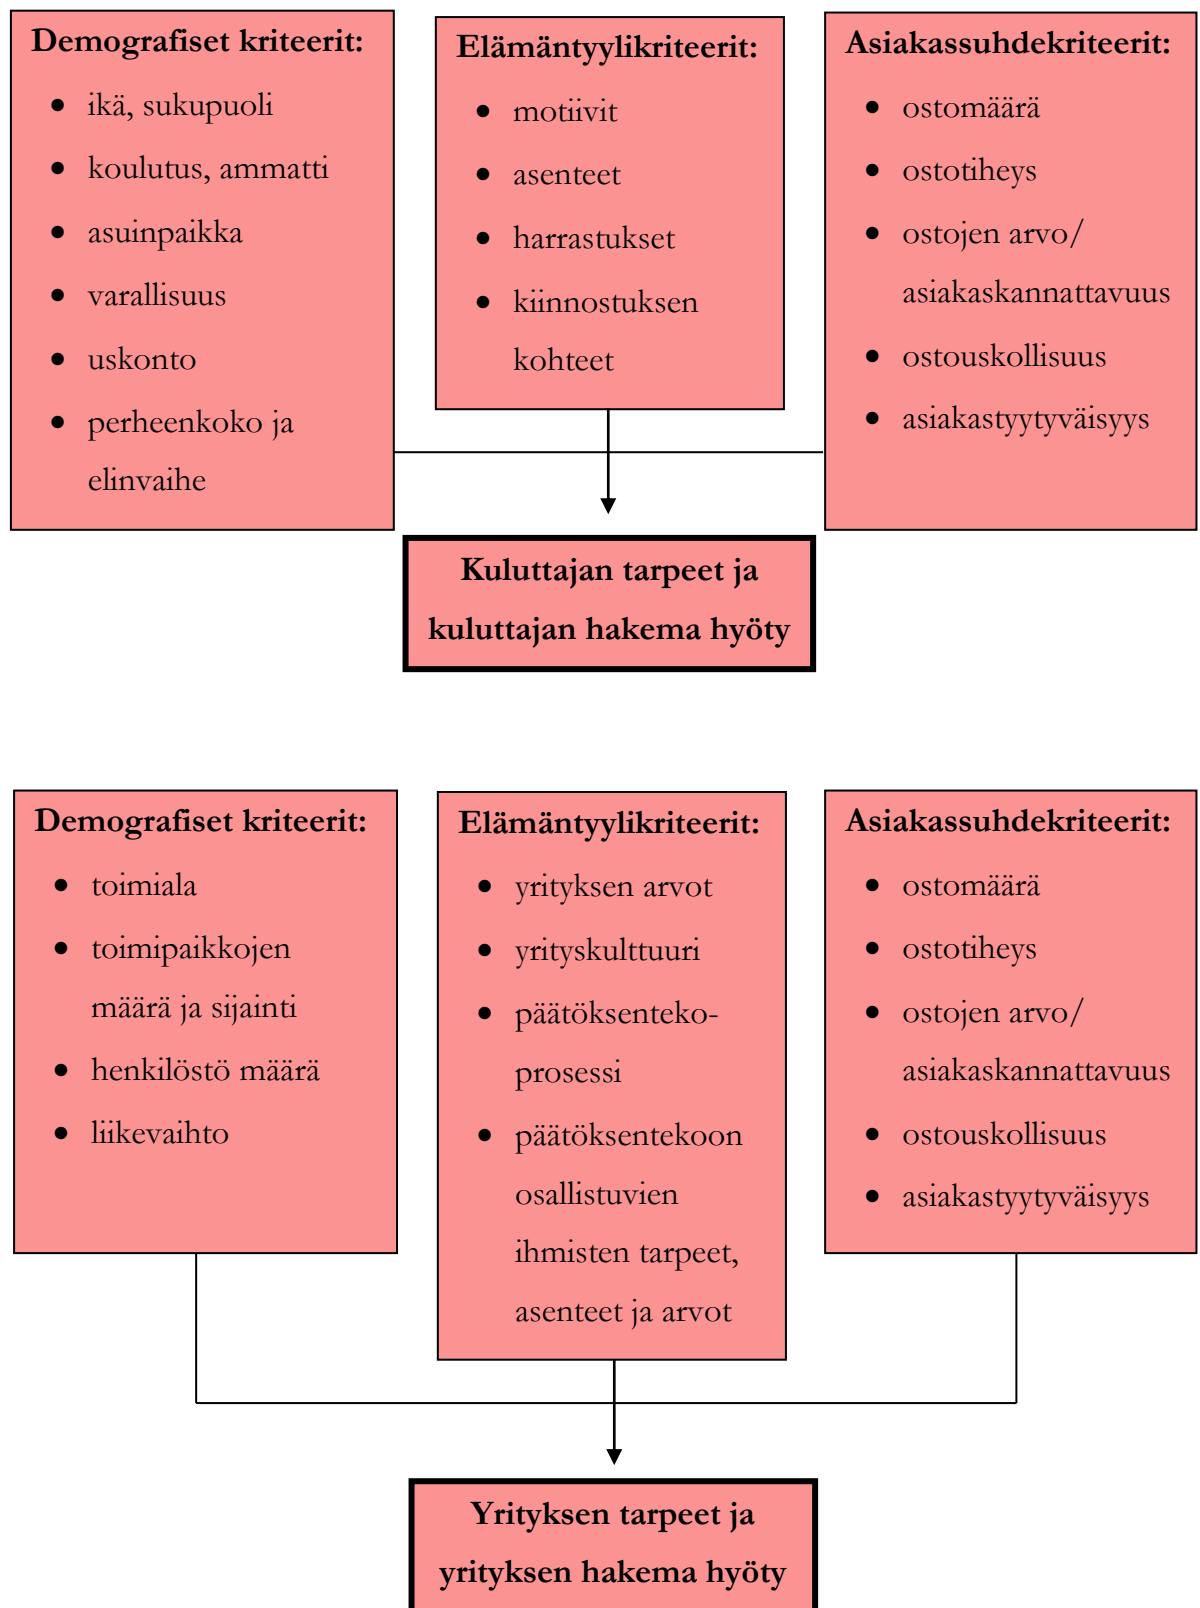 Demografiset kriteerit:
• ikä, sukupuoli
• koulutus, ammatti
• asuinpaikka
• varallisuus
• uskonto
• perheenkoko ja
elinvaihe
Elämäntyylikriteerit:
• motiivit
• asenteet
• harrastukset
• kiinnostuksen
kohteet
Asiakassuhdekriteerit:
• ostomäärä
• ostotiheys
• ostojen arvo/
asiakaskannattavuus
• ostouskollisuus
• asiakastyytyväisyys
Kuluttajan tarpeet ja
kuluttajan hakema hyöty
Demografiset kriteerit:
• toimiala
• toimipaikkojen
määrä ja sijainti
• henkilöstö määrä
• liikevaihto
Elämäntyylikriteerit:
• yrityksen arvot
• yrityskulttuuri
• päätöksenteko-
prosessi
• päätöksentekoon
osallistuvien
ihmisten tarpeet,
asenteet ja arvot
Asiakassuhdekriteerit:
• ostomäärä
• ostotiheys
• ostojen arvo/
asiakaskannattavuus
• ostouskollisuus
• asiakastyytyväisyys
Yrityksen tarpeet ja
yrityksen hakema hyöty